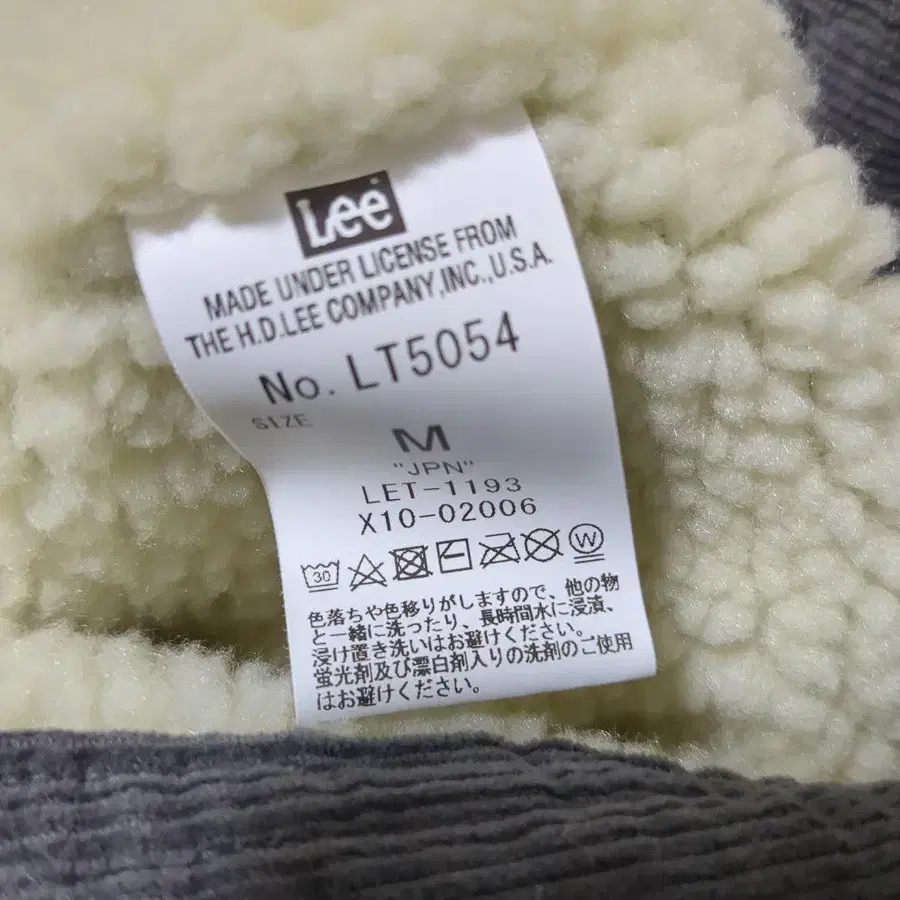 Lee
MADE UNDER LICENSE FROM
THE H.D.LEE COMPANY,INC.,U.S.A.
No. LT5054
SIZE
M
"JPN"
LET-1193
X10-02006
30
W
色落ちや色移りがしますので、他の物
と一緒に洗ったり、長時間水に浸漬、
浸け置き洗いはお避けください。
蛍光剤及び漂白剤入りの洗剤のご使用
はお避けください。